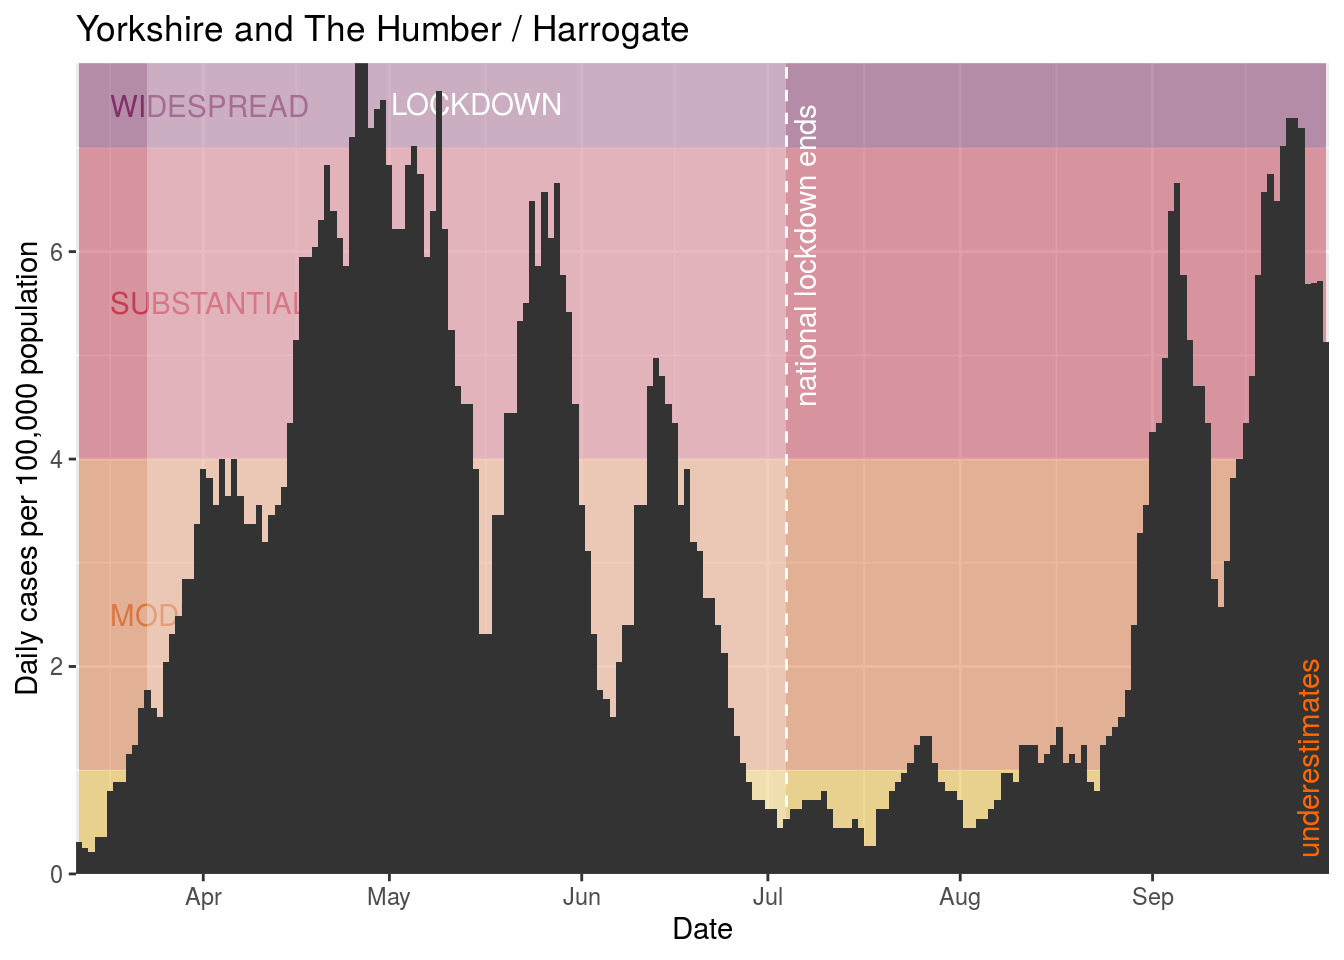 Yorkshire and The Humber / Harrogate
WIDESPREAD
LOCKDOWN
national lockdown ends
SUBSTANTIAL
MOD
underestimates
Daily cases per 100,000 population
6
4
2
0
Apr
May
Jun
Jul
Aug
Sep
Date